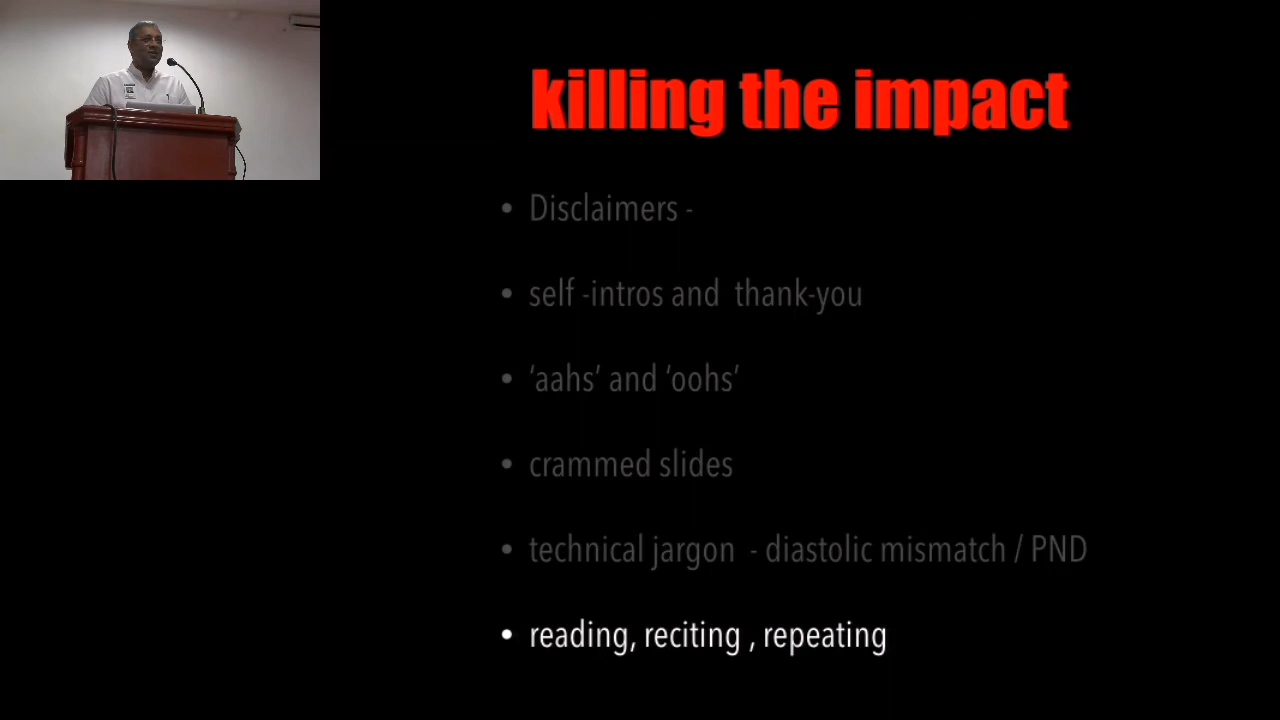 killing the impact
• Disclaimers -
• self -intros and thank-you
• ‘aahs’ and ‘oohs’
• crammed slides
• technical jargon - diastolic mismatch / PND
• reading, reciting , repeating